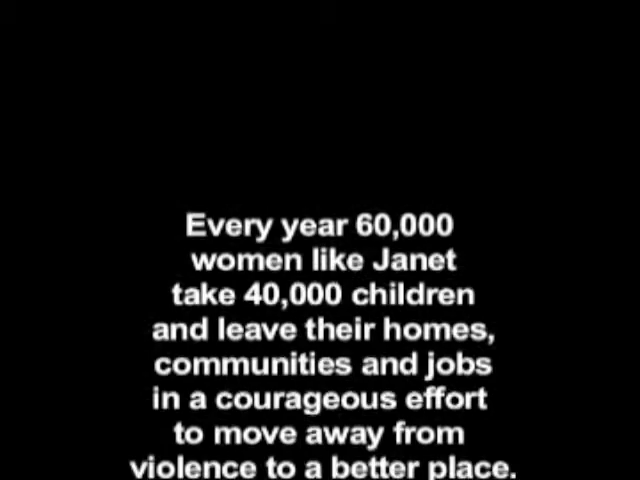 Every year 60,000
women like Janet
take 40,000 children
and leave their homes,
communities and jobs
in a courageous effort
to move away from
violence to a better place.